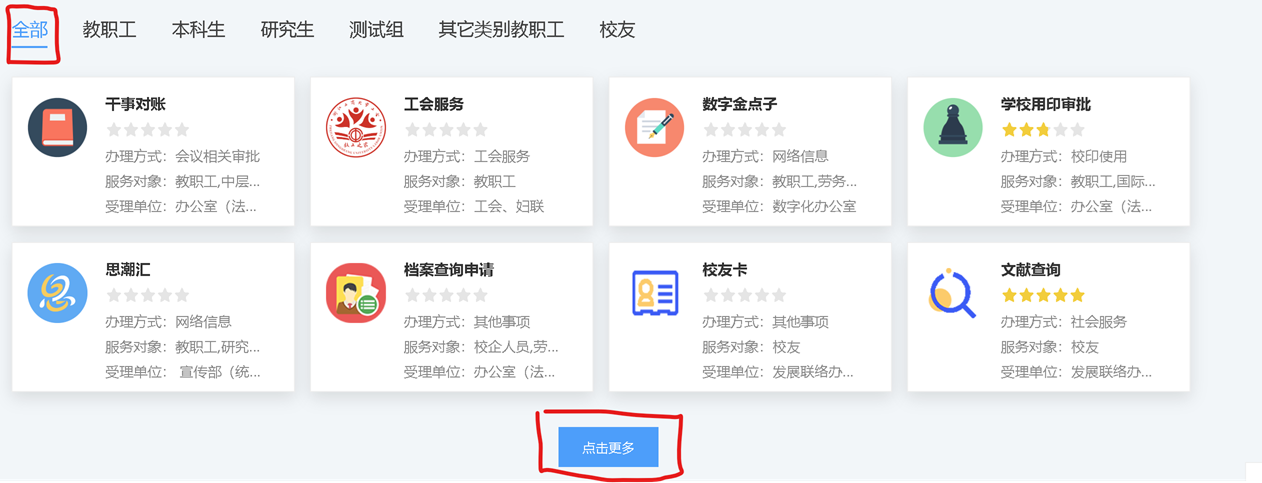 全部 教职工 本科生 研究生 测试组 其它类别教职工 校友
干事对账
办理方式：会议相关审批
服务对象：教职工,中层...
受理单位：办公室（法...
工会服务
办理方式：工会服务
服务对象：教职工
受理单位：工会、妇联
数字金点子
办理方式：网络信息
服务对象：教职工,劳务...
受理单位：数字化办公室
学校用印审批
办理方式：校印使用
服务对象：教职工,国际...
受理单位：办公室（法...
思潮汇
办理方式：网络信息
服务对象：教职工,研究...
受理单位： 宣传部（统...
档案查询申请
办理方式：其他事项
服务对象：校企人员,劳...
受理单位：办公室（法...
校友卡
办理方式：其他事项
服务对象：校友
受理单位：发展联络办...
文献查询
办理方式：社会服务
服务对象：校友
受理单位：发展联络办...
点击更多